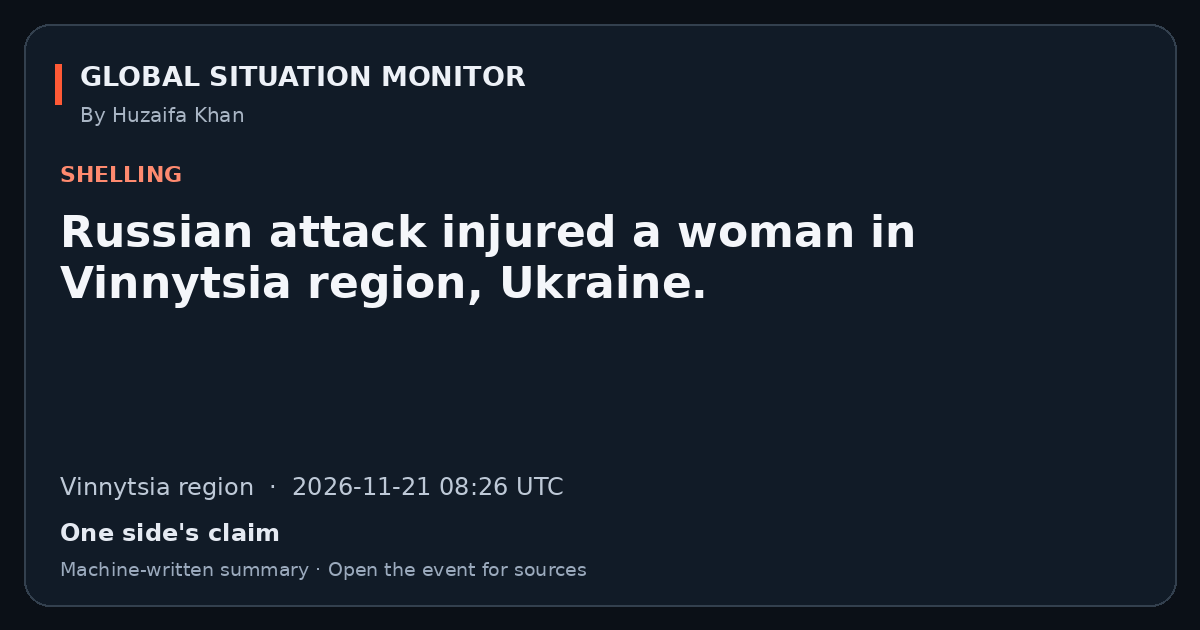 GLOBAL SITUATION MONITOR
By Huzaifa Khan
SHELLING
Russian attack injured a woman in
Vinnytsia region, Ukraine.
Vinnytsia region · 2026-11-21 08:26 UTC
One side's claim
Machine-written summary · Open the event for sources